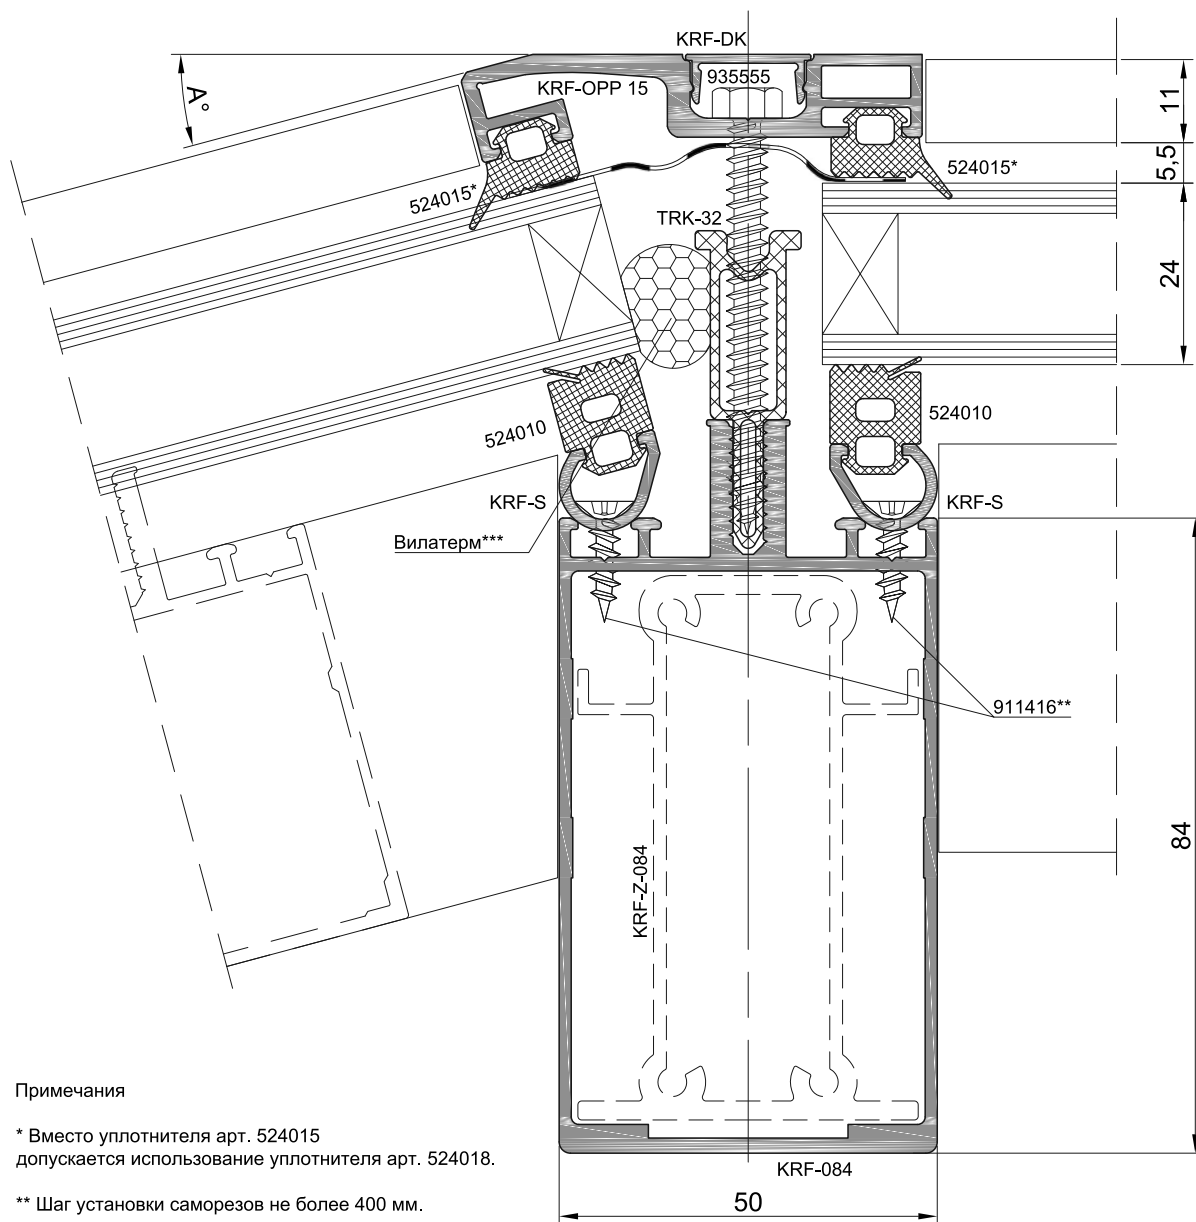 KRF-DK
935555
KRF-OPP 15
A°
11
5,5
524015*
524015*
TRK-32
24
524010
524010
KRF-S
KRF-S
Вилатерм***
911416**
84
KRF-Z-084
KRF-084
50
Примечания
* Вместо уплотнителя арт. 524015
допускается использование уплотнителя арт. 524018.
** Шаг установки саморезов не более 400 мм.